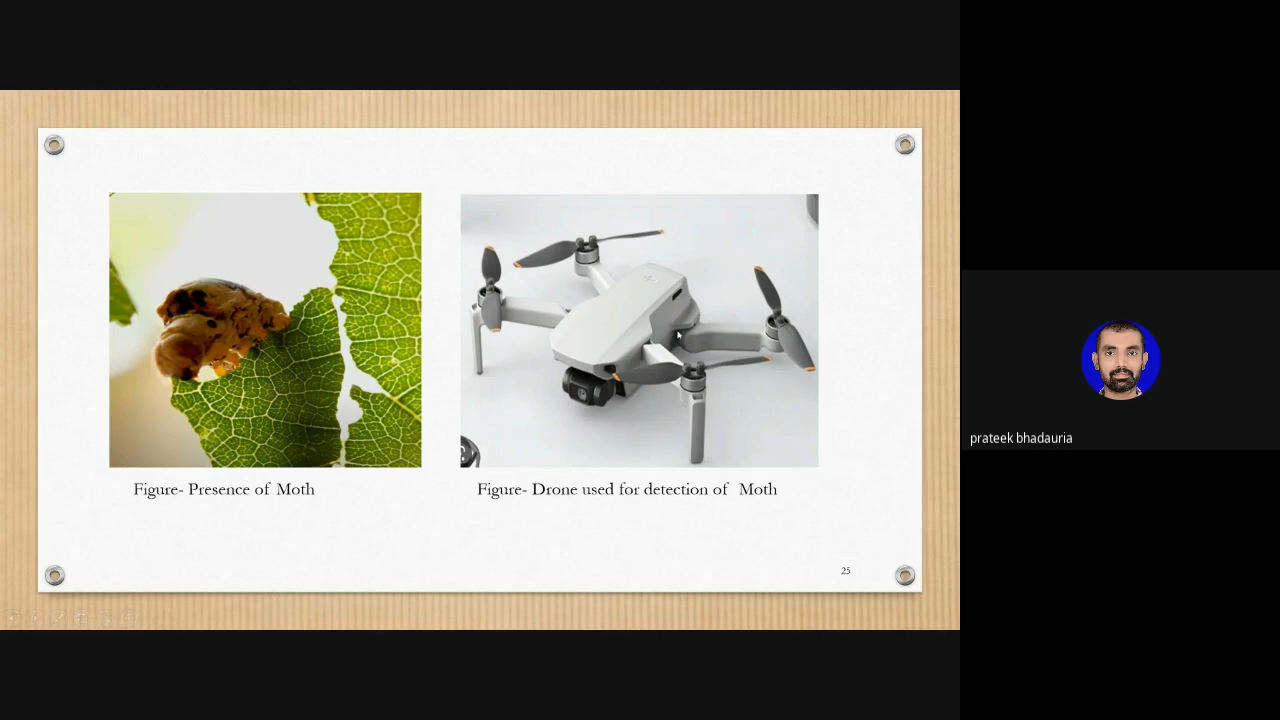 Figure- Presence of Moth
Figure- Drone used for detection of Moth
25
prateek bhadauria